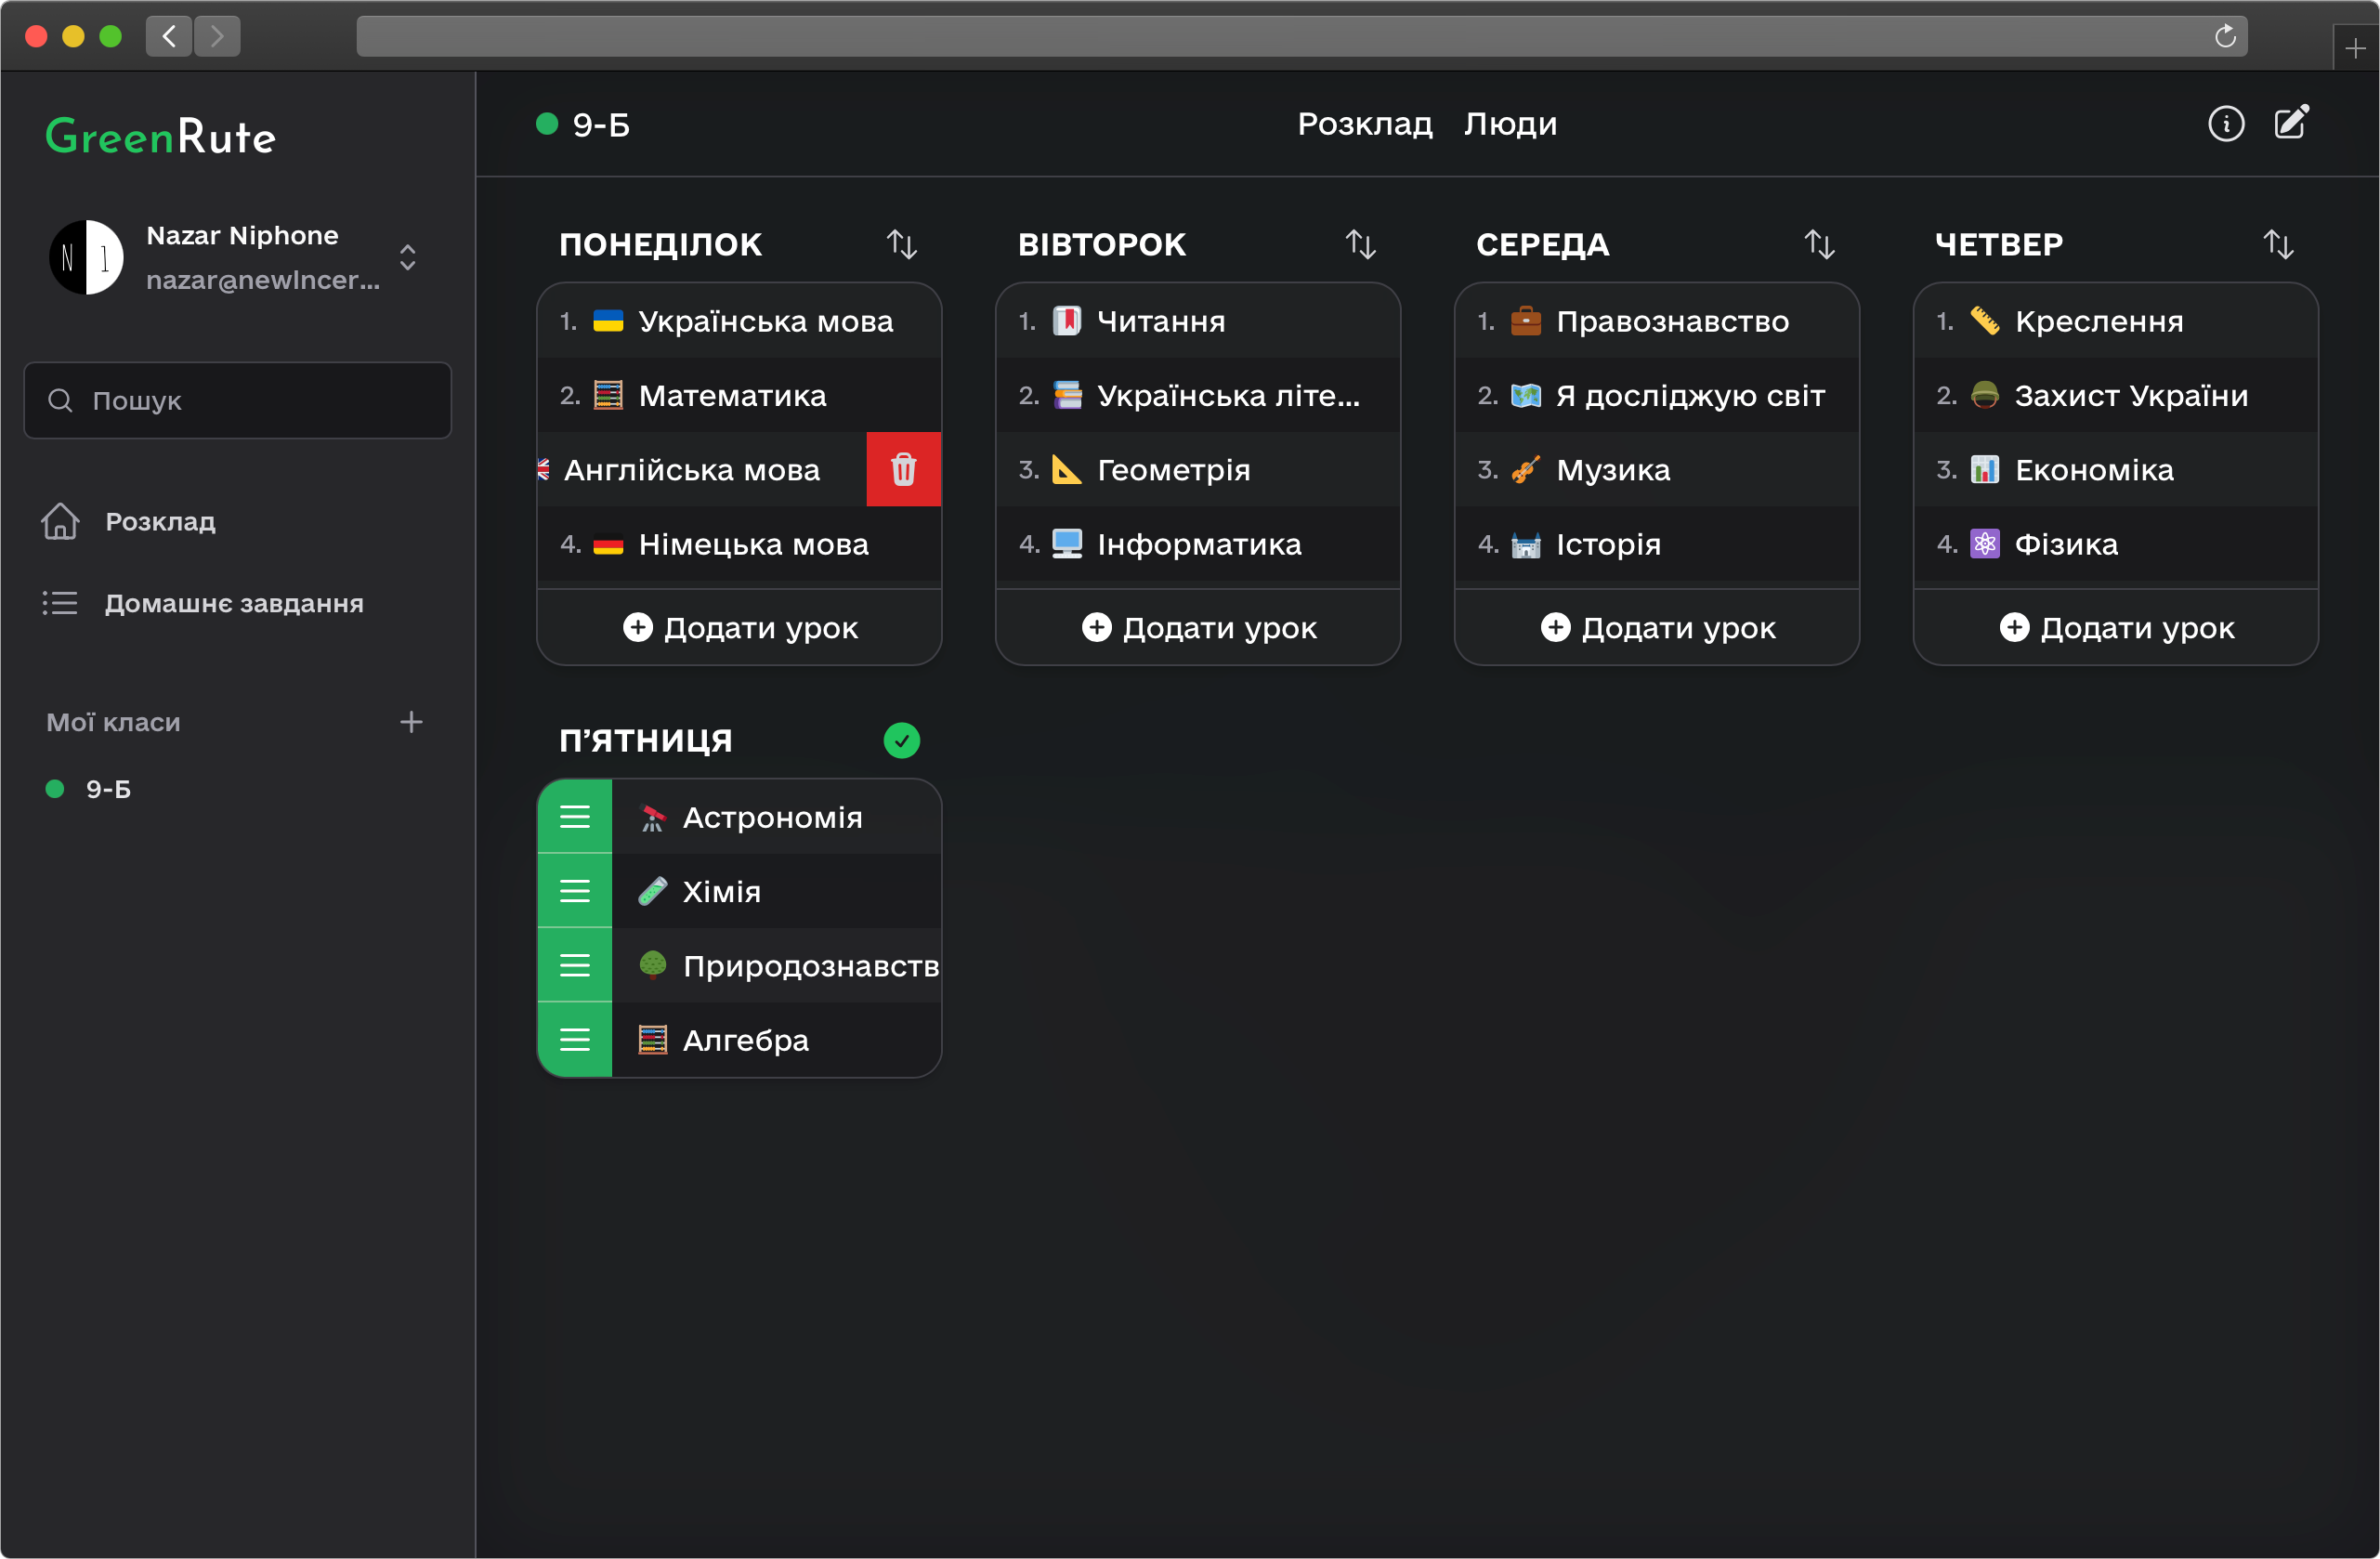 GreenRute
Nazar Niphone
nazar@newIncer...
Пошук
Розклад
Домашнє завдання
Мої класи
9-Б
9-Б
Розклад Люди
ПОНЕДІЛОК
1. Українська мова
2. Математика
Англійська мова
4. Німецька мова
Додати урок
ВІВТОРОК
1. Читання
2. Українська літе...
3. Геометрія
4. Інформатика
Додати урок
СЕРЕДА
1. Правознавство
2. Я досліджую світ
3. Музика
4. Історія
Додати урок
ЧЕТВЕР
1. Креслення
2. Захист України
3. Економіка
4. Фізика
Додати урок
П’ЯТНИЦЯ
Астрономія
Хімія
Природознавств
Алгебра